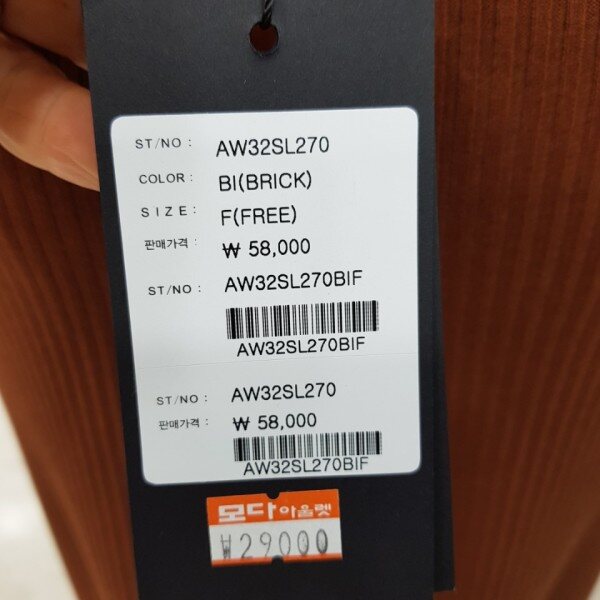 ST/NO : AW32SL270
COLOR : BI(BRICK)
SIZE : F(FREE)
판매가격 : ₩ 58,000
ST/NO : AW32SL270BIF
AW32SL270BIF
ST/NO : AW32SL270
판매가격 : ₩ 58,000
AW32SL270BIF
모다아울렛
₩29000